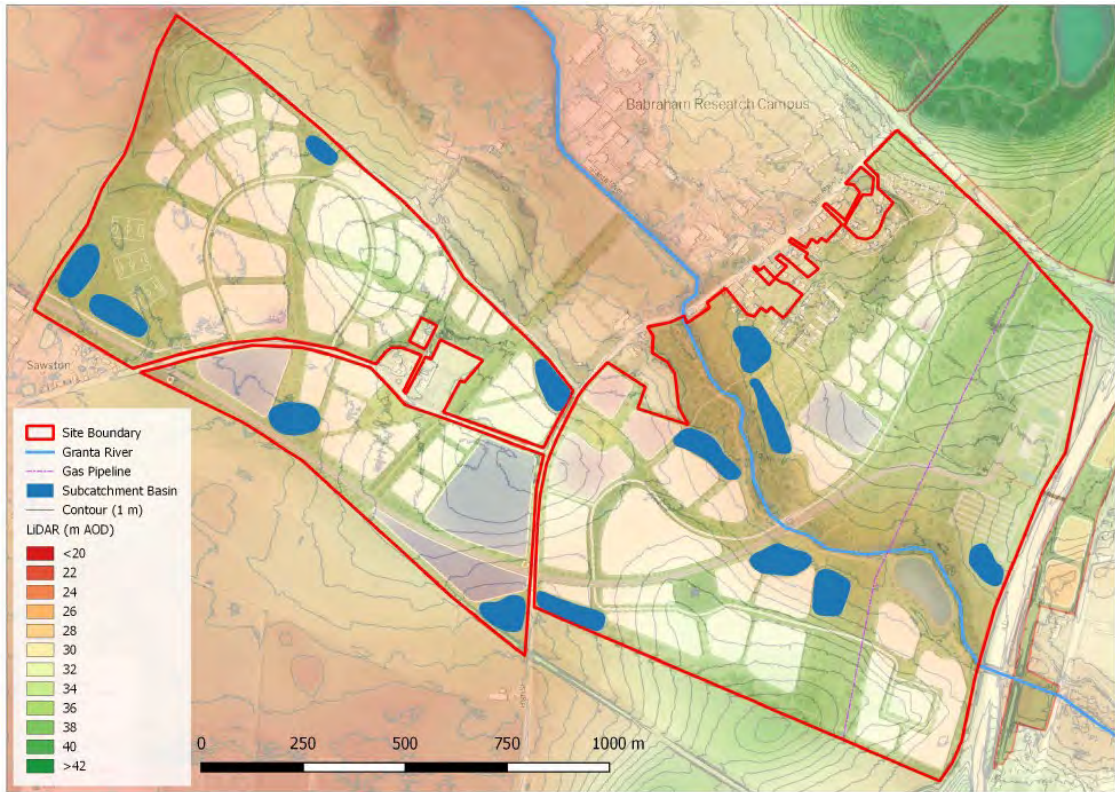 Babraham Research Campus
Sawston
Site Boundary
Granta River
Gas Pipeline
Subcatchment Basin
Contour (1 m)
LiDAR (m AOD)
<20
22
24
26
28
30
32
34
36
38
40
>42
0 250 500 750 1000 m